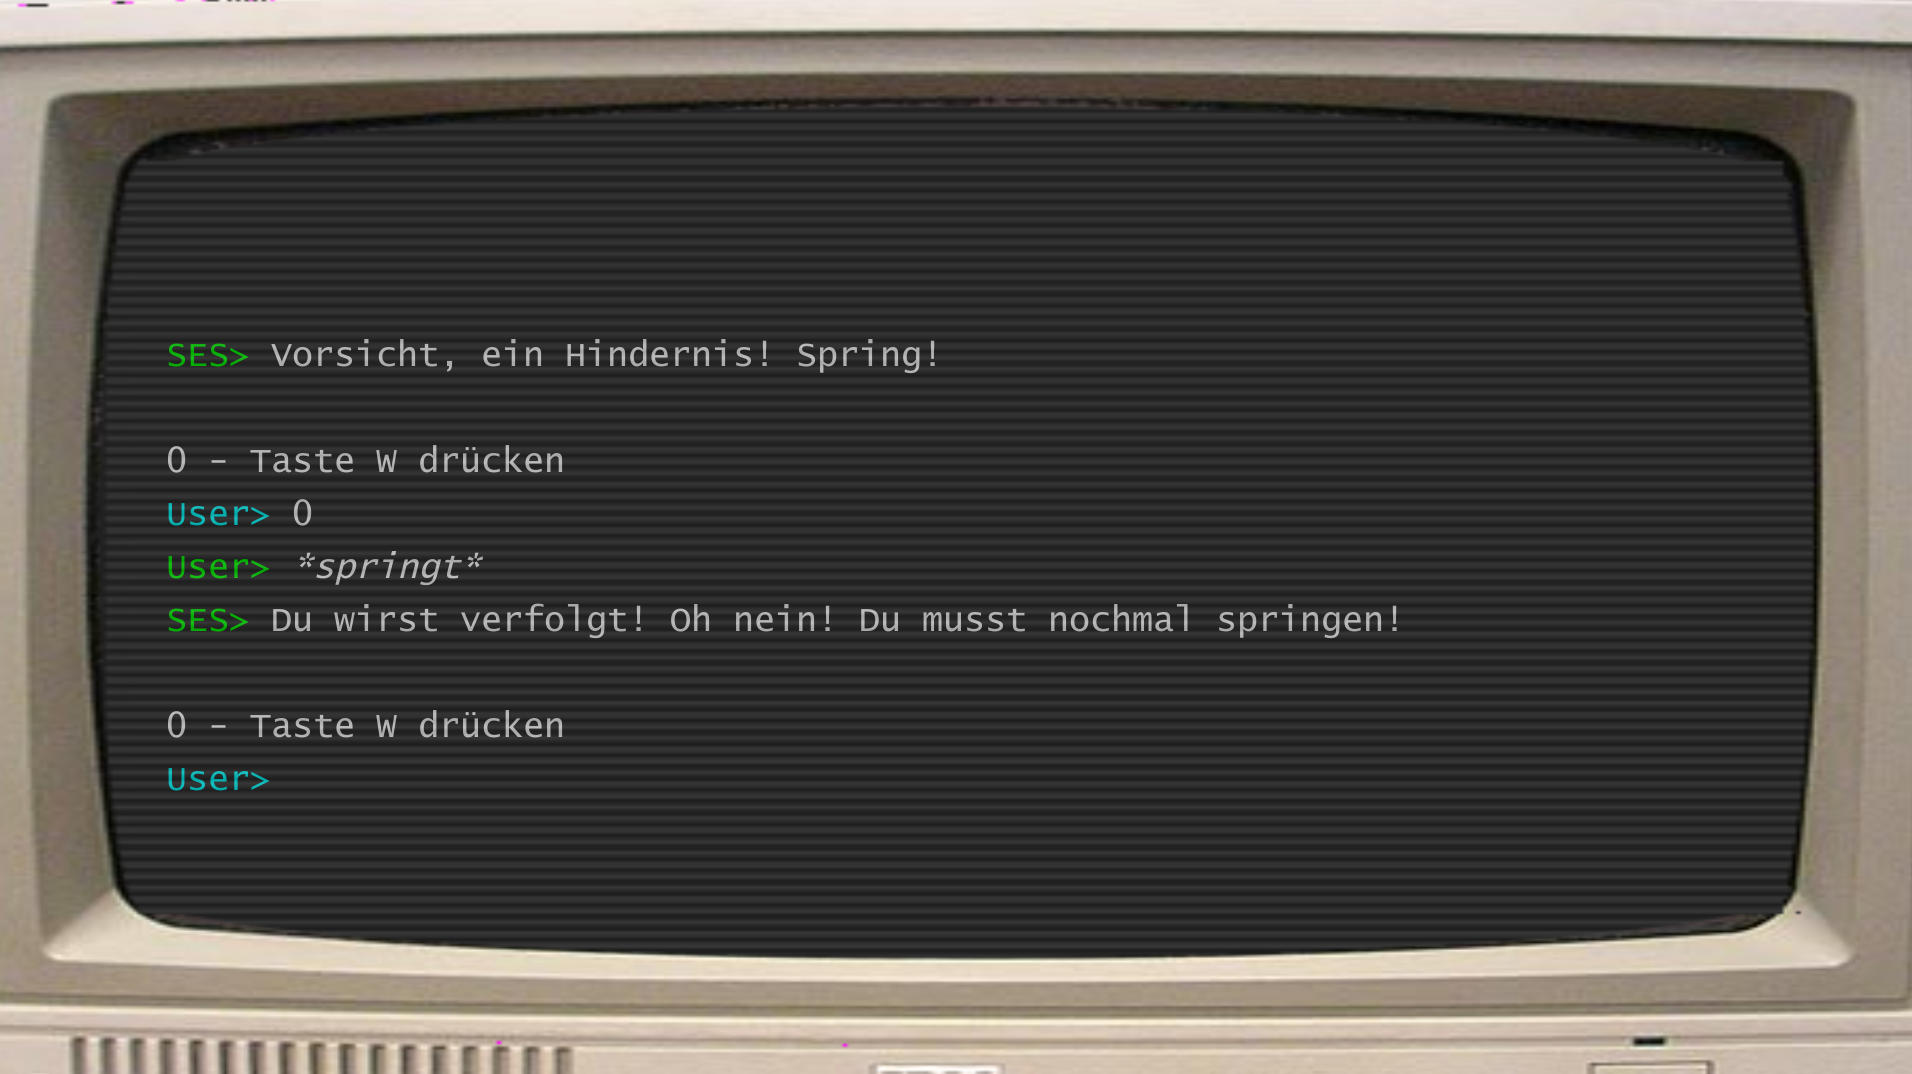 SES> Vorsicht, ein Hindernis! Spring!
0 - Taste W drücken
User> 0
User> *springt*
SES> Du wirst verfolgt! Oh nein! Du musst nochmal springen!
0 - Taste W drücken
User>